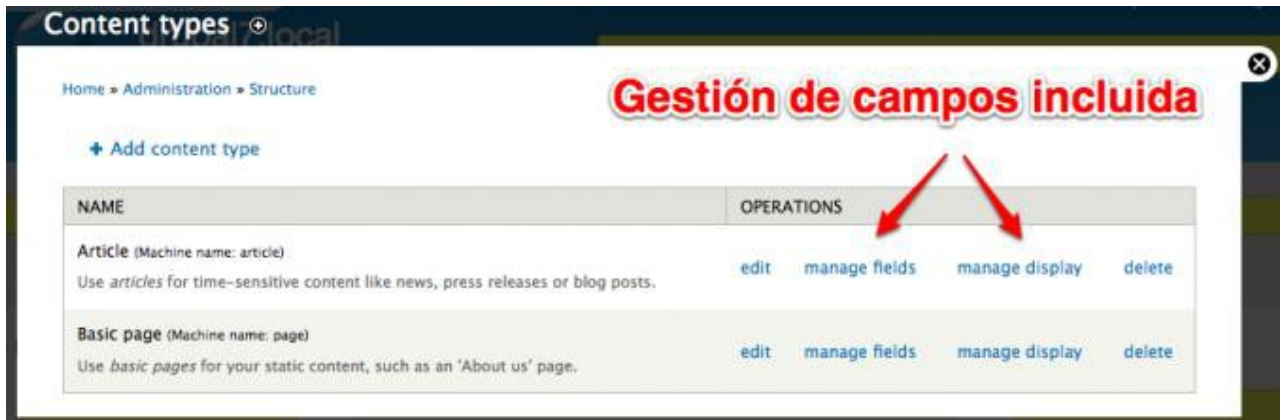 Content types
drupal7.local
Home » Administration » Structure
Gestión de campos incluida
+ Add content type
NAME OPERATIONS
Article (Machine name: article)
Use articles for time-sensitive content like news, press releases or blog posts.
edit manage fields manage display delete
Basic page (Machine name: page)
Use basic pages for your static content, such as an 'About us' page.
edit manage fields manage display delete